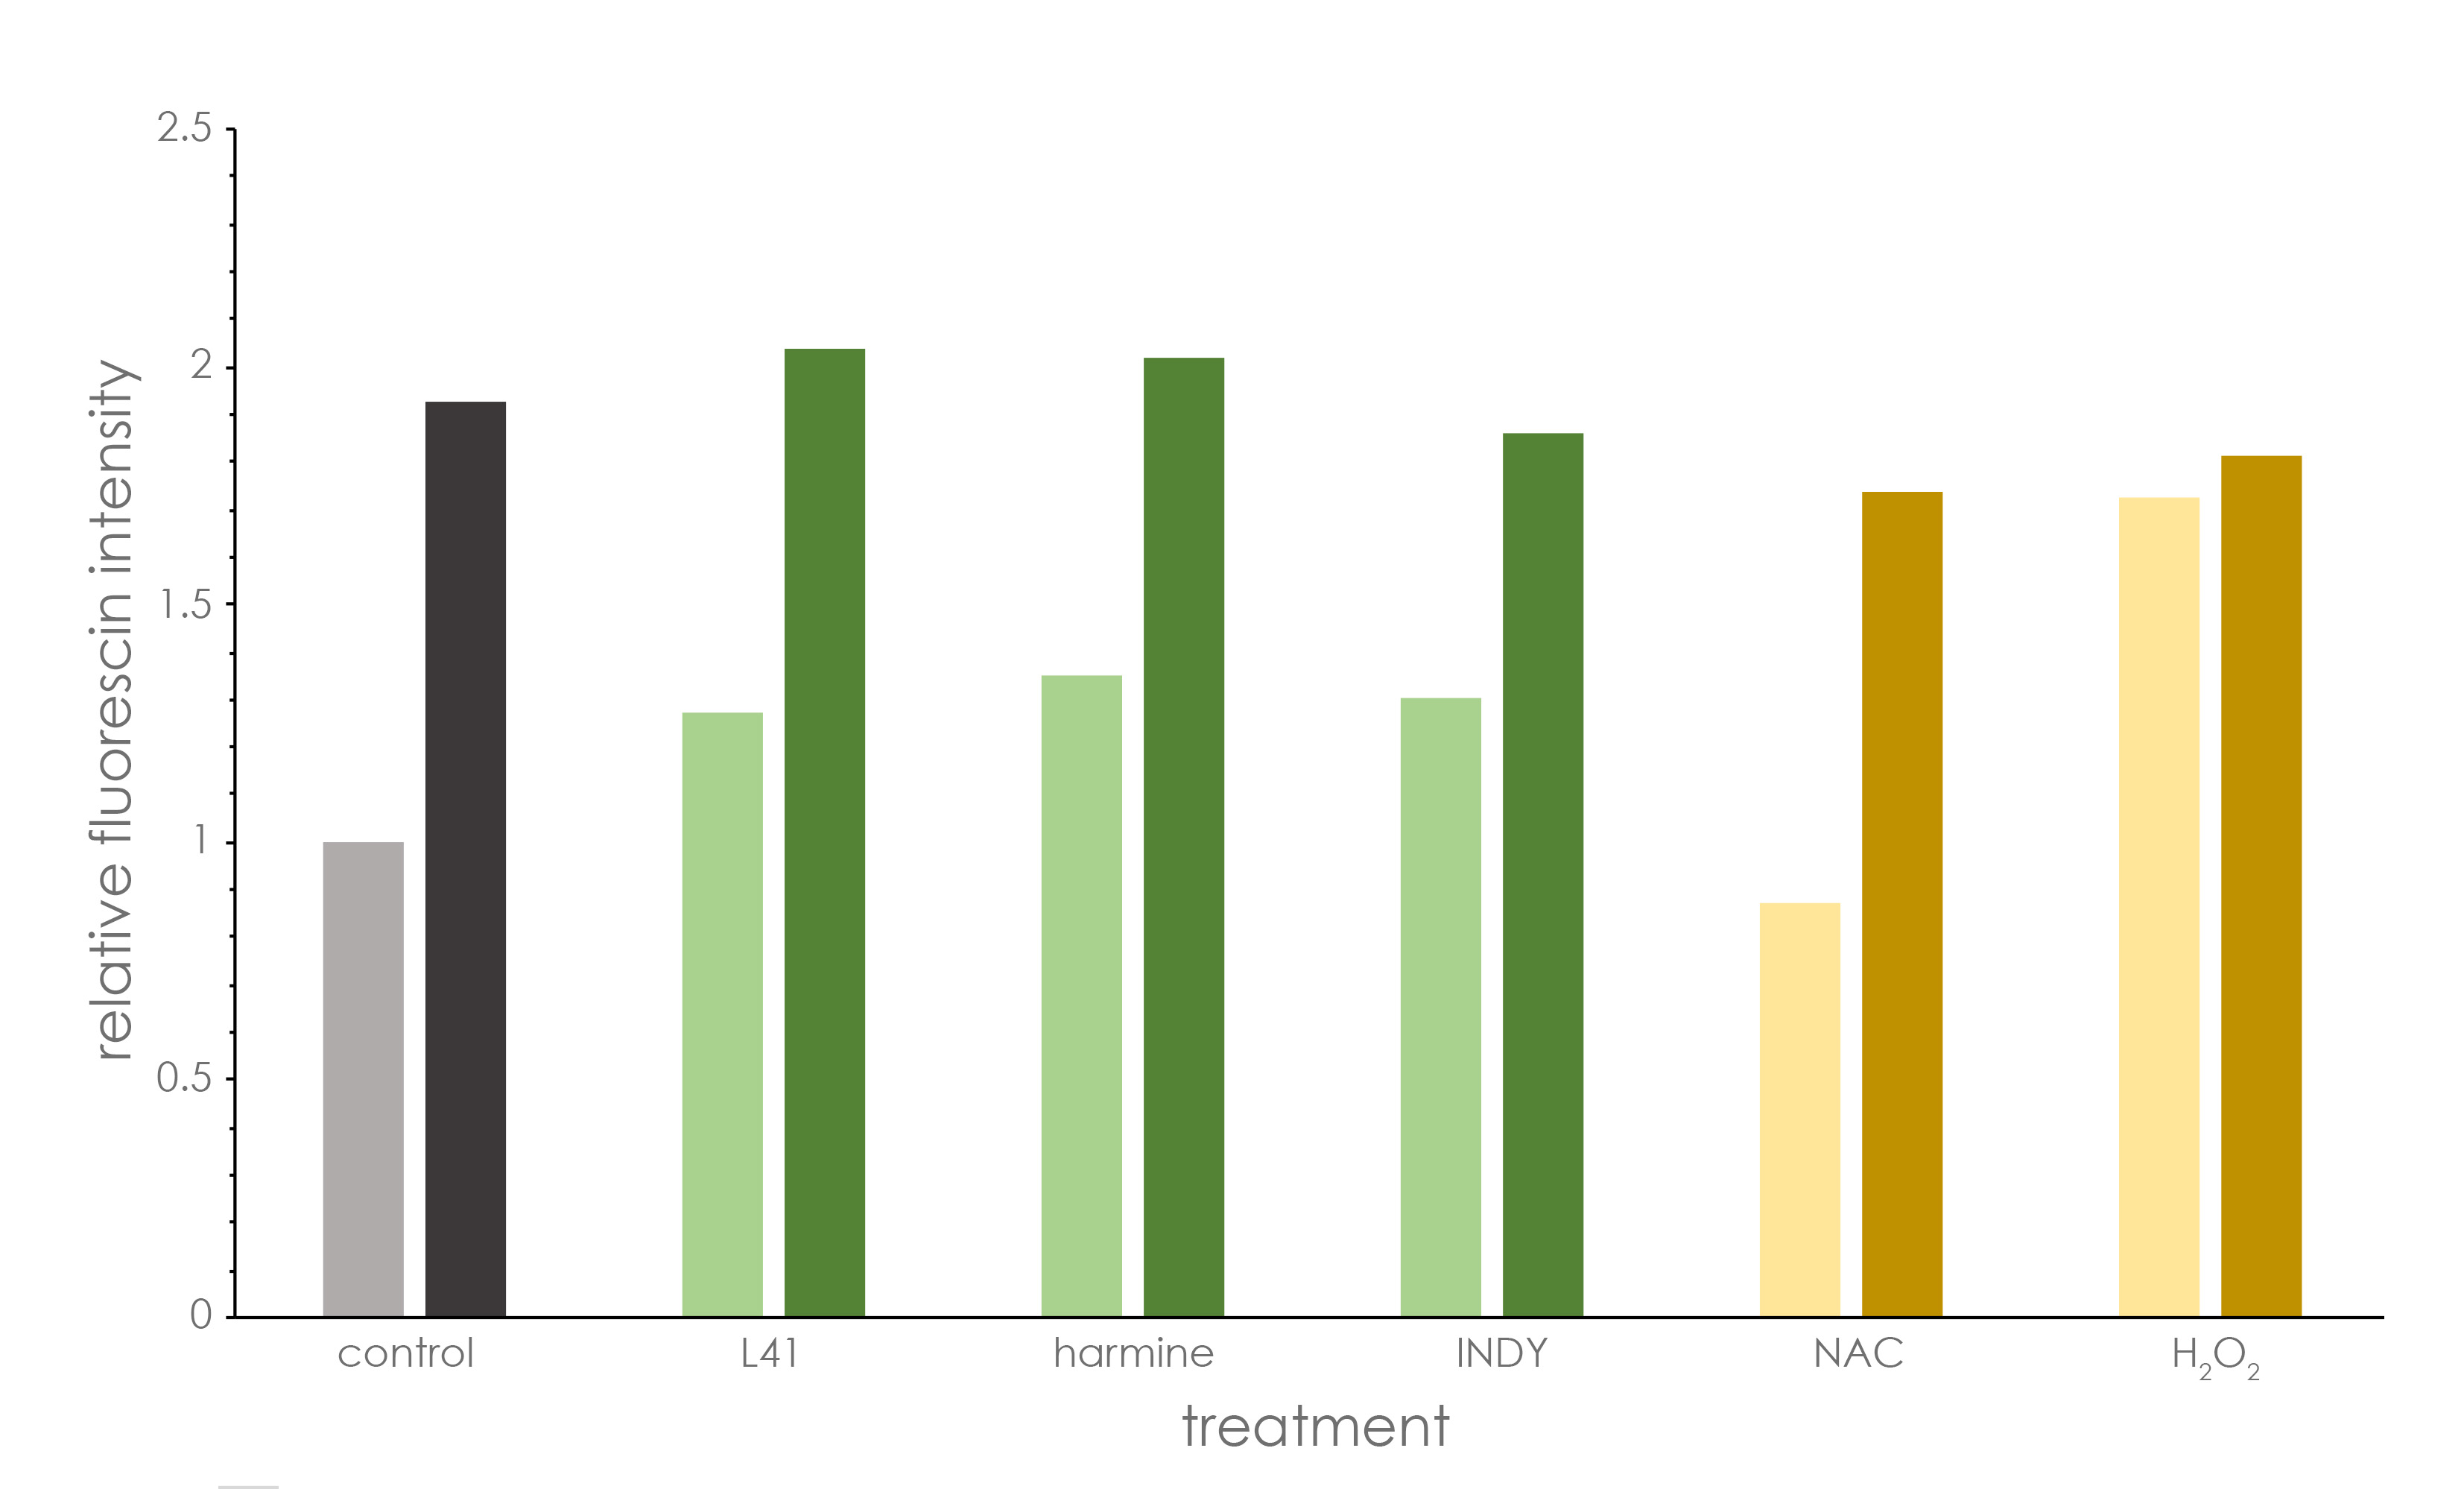 2.5
2
1.5
1
0.5
0
relative fluorescin intensity
control L41 harmine INDY NAC H₂O₂
treatment